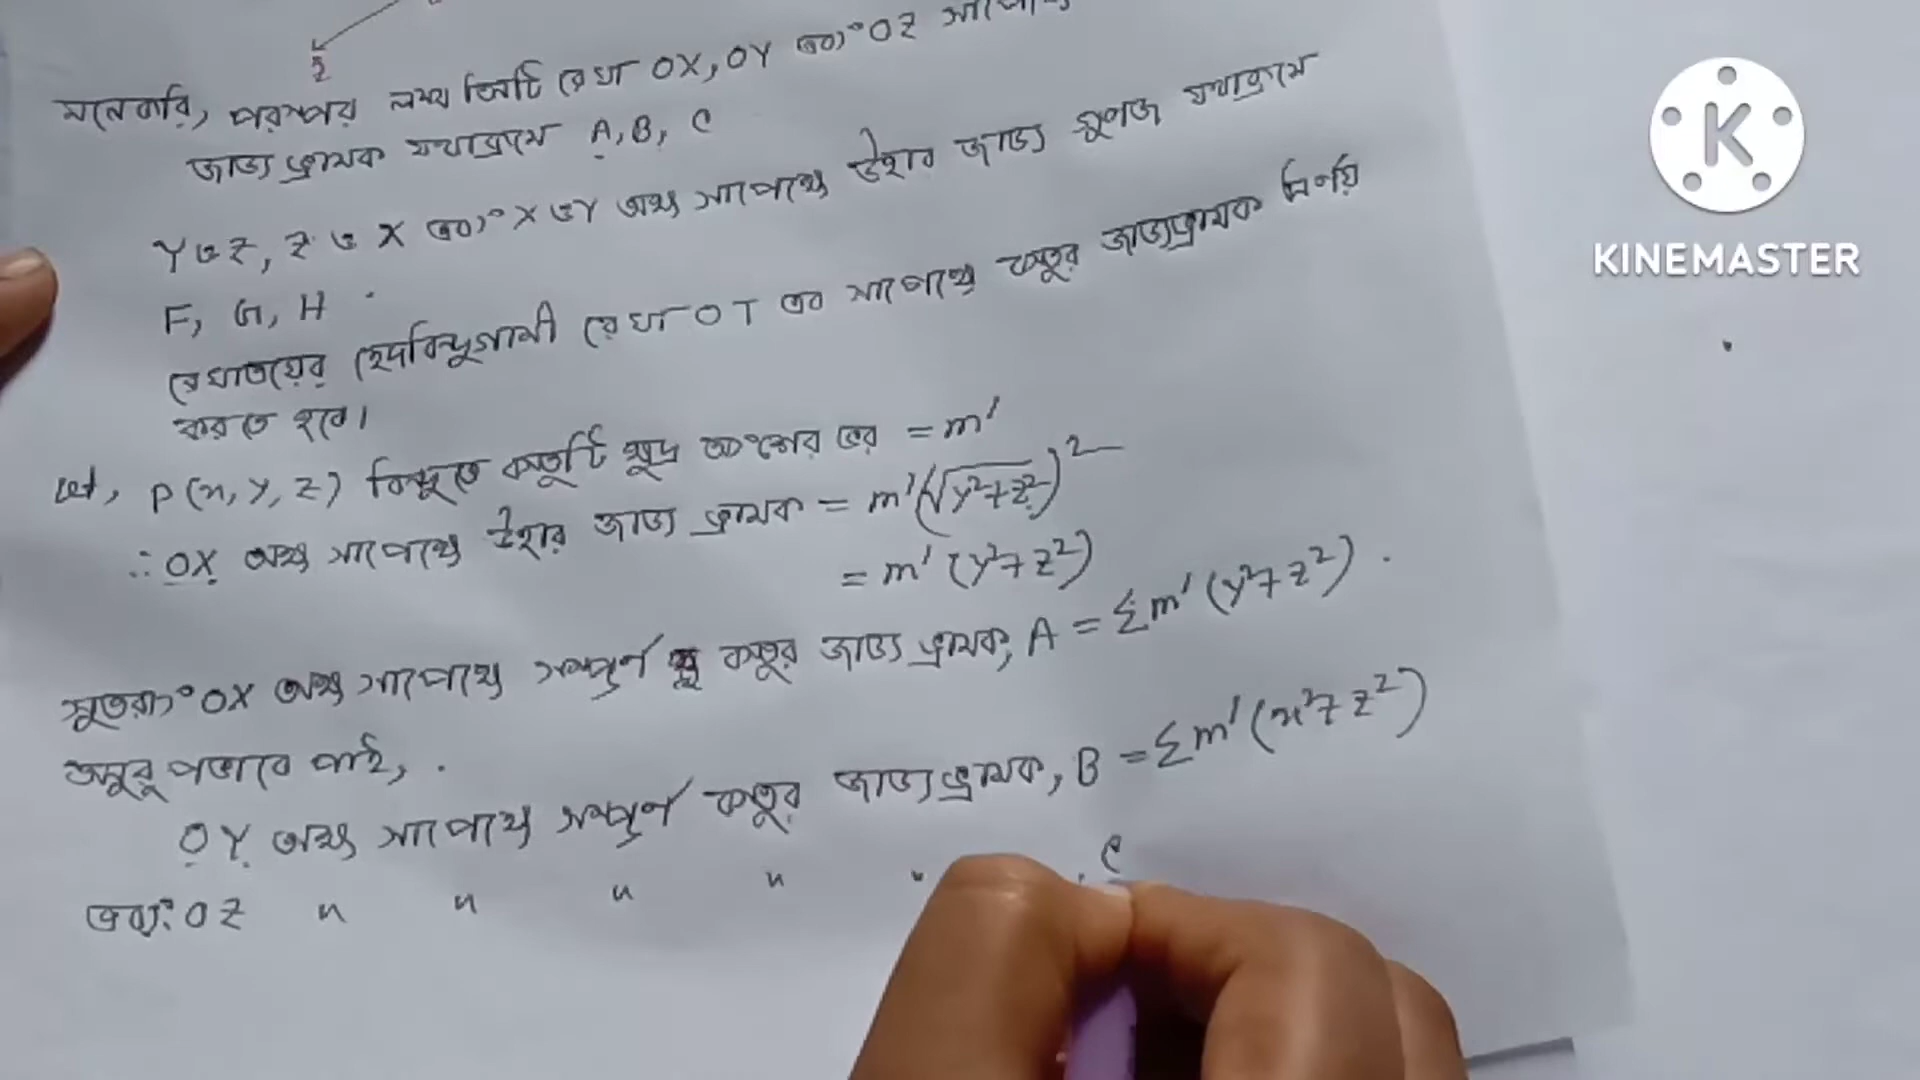 Z
মনেকরি, পরস্পর লম্ব তিনটি রেখা OX, OY এবং OZ সাপেক্ষে
জাড্য ভ্রামক যথাক্রমে A, B, C
Y ও Z, Z ও X এবং X ও Y অক্ষ সাপেক্ষে উহার জাড্য গুণজ যথাক্রমে
F, G, H .
রেখাত্রয়ের ছেদবিন্দুগামী রেখা OT এর সাপেক্ষে বস্তুর জাড্যভ্রামক নির্ণয়
করতে হবে।
Let, P(x, y, z) বিন্দুতে বস্তুটি ক্ষুদ্র অংশের ভর = m'
∴ OX অক্ষ সাপেক্ষে উহার জাড্য ভ্রামক = m'(√y²+z²)²
= m' (y²+z²)
সুতরাং OX অক্ষ সাপেক্ষে সম্পূর্ণ বস্তুর জাড্য ভ্রামক, A = Σm' (y²+z²) .
অনুরূপভাবে পাই,
OY অক্ষ সাপেক্ষে সম্পূর্ণ বস্তুর জাড্যভ্রামক, B = Σm' (x²+z²)
এবং OZ " " " " " , C
K
KINEMASTER